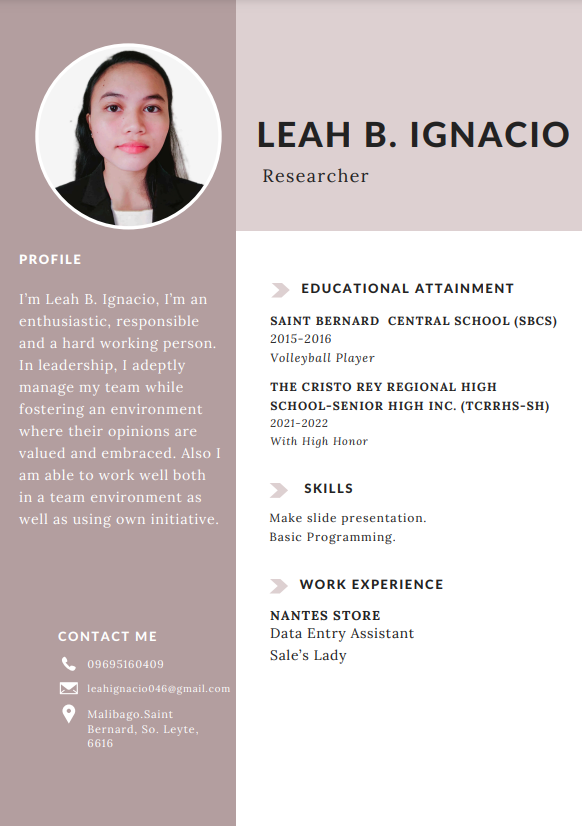 LEAH B. IGNACIO
Researcher
PROFILE
I'm Leah B. Ignacio, I'm an
enthusiastic, responsible
and a hard working person.
In leadership, I adeptly
manage my team while
fostering an environment
where their opinions are
valued and embraced. Also I
am able to work well both
in a team environment as
well as using own initiative.
CONTACT ME
09695160409
leahignacio046@gmail.com
Malibago.Saint
Bernard, So. Leyte,
6616
EDUCATIONAL ATTAINMENT
SAINT BERNARD CENTRAL SCHOOL (SBCS)
2015-2016
Volleyball Player
THE CRISTO REY REGIONAL HIGH
SCHOOL-SENIOR HIGH INC. (TCRRHS-SH)
2021-2022
With High Honor
SKILLS
Make slide presentation.
Basic Programming.
WORK EXPERIENCE
NANTES STORE
Data Entry Assistant
Sale's Lady